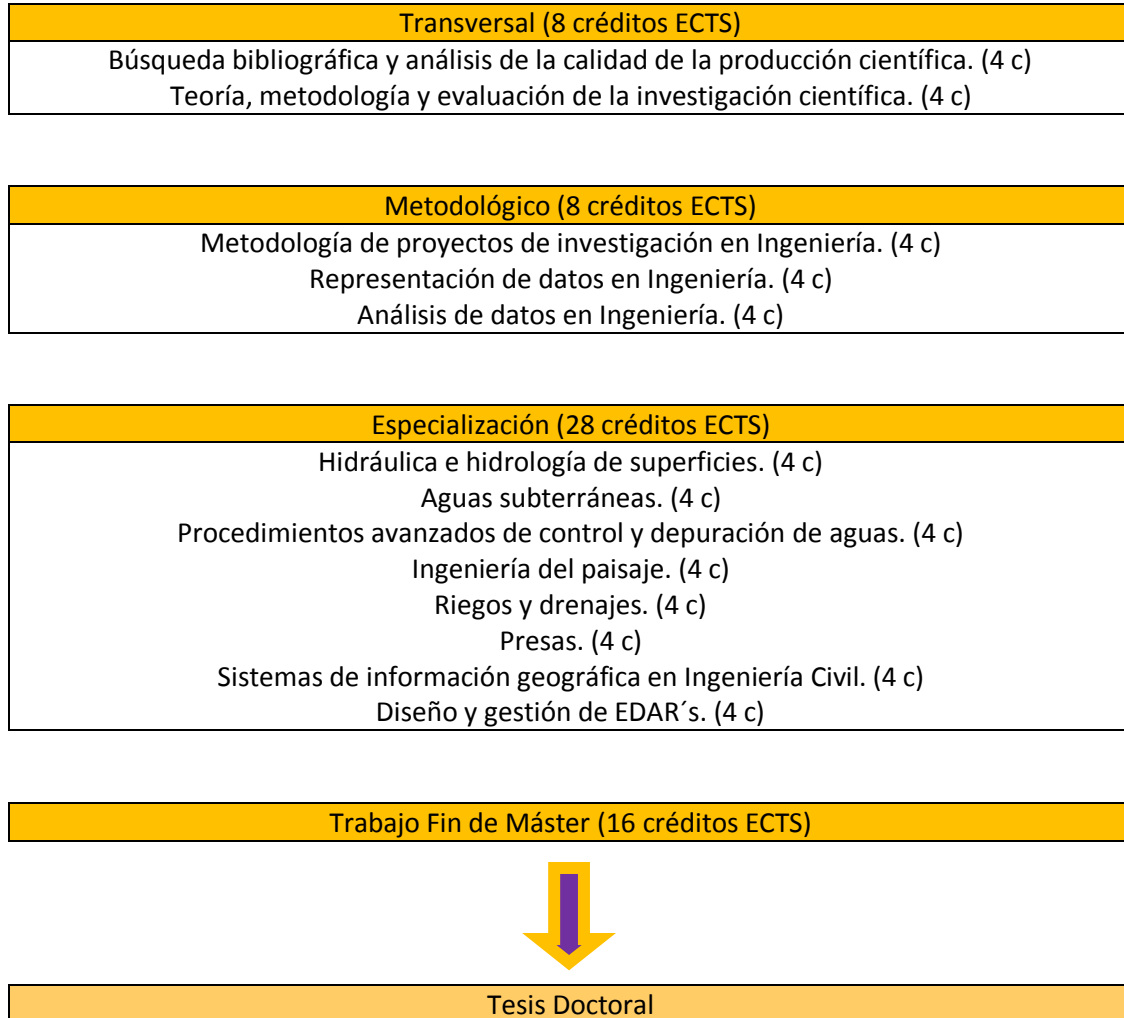 Transversal (8 créditos ECTS)
Búsqueda bibliográfica y análisis de la calidad de la producción científica. (4 c)
Teoría, metodología y evaluación de la investigación científica. (4 c)
Metodológico (8 créditos ECTS)
Metodología de proyectos de investigación en Ingeniería. (4 c)
Representación de datos en Ingeniería. (4 c)
Análisis de datos en Ingeniería. (4 c)
Especialización (28 créditos ECTS)
Hidráulica e hidrología de superficies. (4 c)
Aguas subterráneas. (4 c)
Procedimientos avanzados de control y depuración de aguas. (4 c)
Ingeniería del paisaje. (4 c)
Riegos y drenajes. (4 c)
Presas. (4 c)
Sistemas de información geográfica en Ingeniería Civil. (4 c)
Diseño y gestión de EDAR´s. (4 c)
Trabajo Fin de Máster (16 créditos ECTS)
Tesis Doctoral